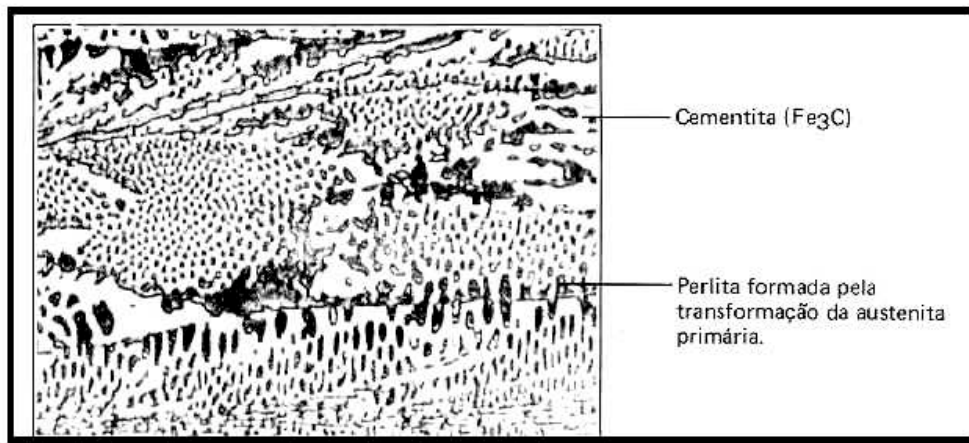 Cementita (Fe3C)
Perlita formada pela
transformação da austenita
primária.